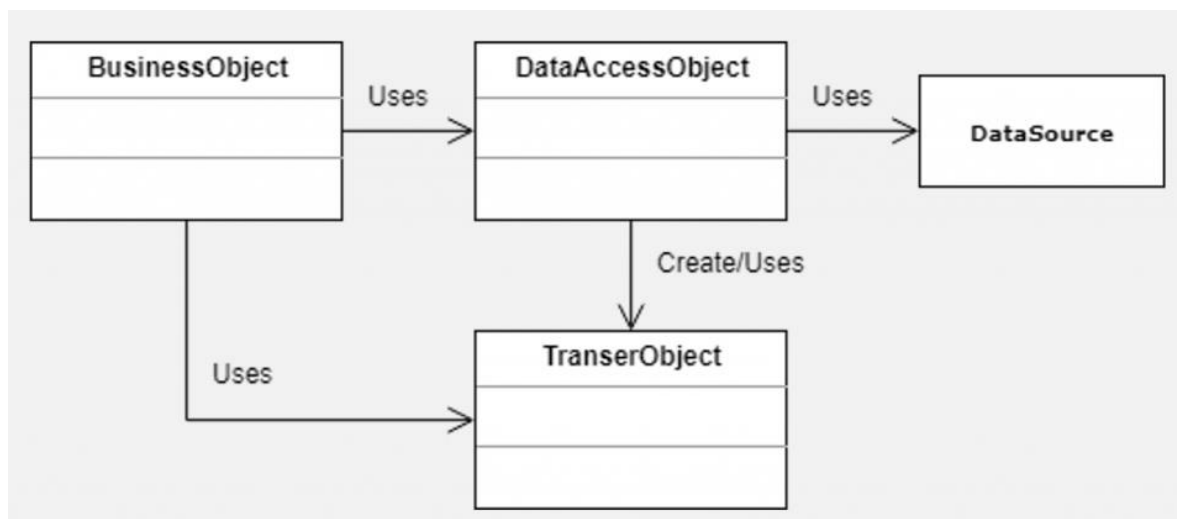 BusinessObject
DataAccessObject
Uses
Uses
DataSource
Create/Uses
TranserObject
Uses